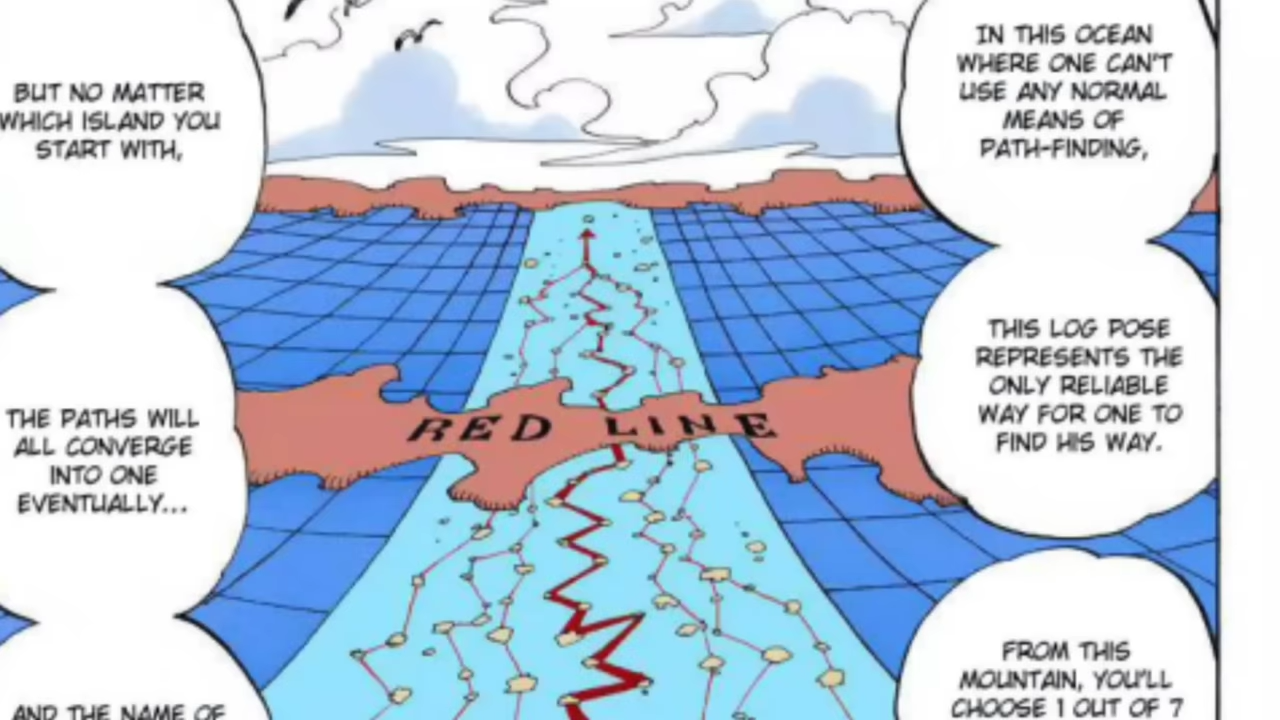 IN THIS OCEAN
WHERE ONE CAN'T
USE ANY NORMAL
MEANS OF
PATH-FINDING,
THIS LOG POSE
REPRESENTS THE
ONLY RELIABLE
WAY FOR ONE TO
FIND HIS WAY.
FROM THIS
MOUNTAIN, YOU'LL
CHOOSE 1 OUT OF 7
BUT NO MATTER
WHICH ISLAND YOU
START WITH,
THE PATHS WILL
ALL CONVERGE
INTO ONE
EVENTUALLY...
AND THE NAME OF
RED LINE